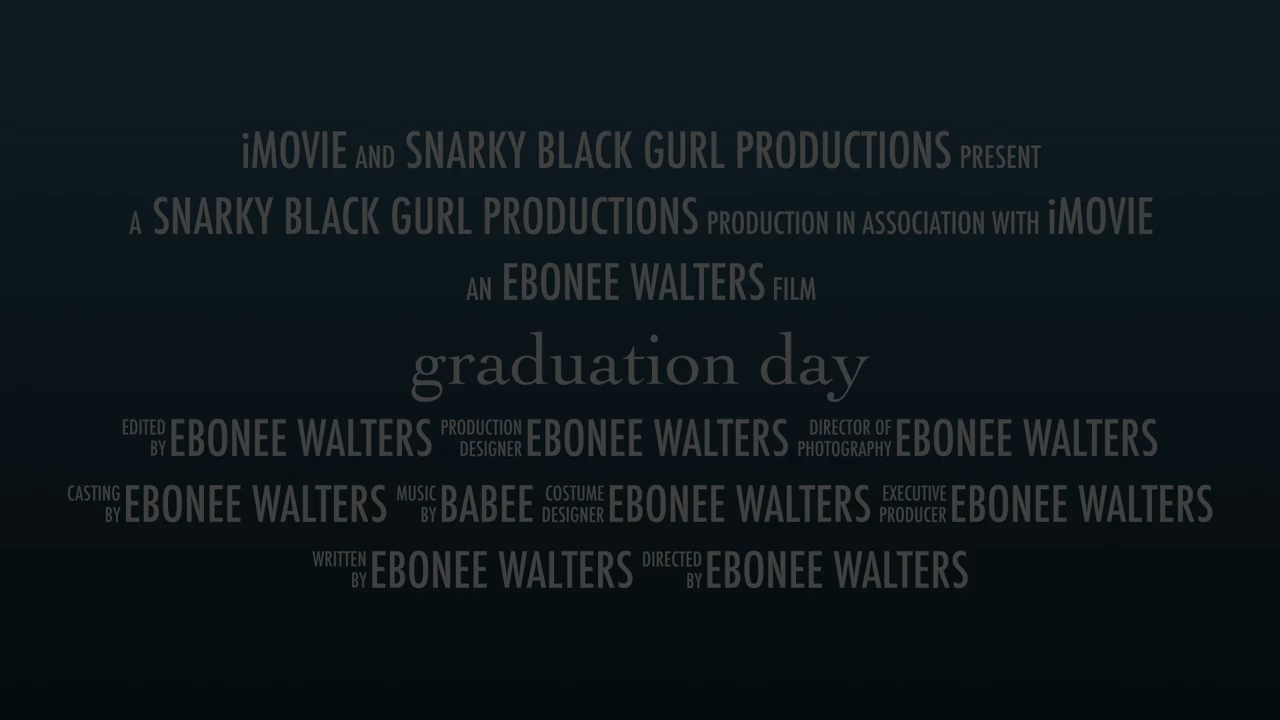 iMOVIE AND SNARKY BLACK GURL PRODUCTIONS PRESENT
A SNARKY BLACK GURL PRODUCTIONS PRODUCTION IN ASSOCIATION WITH iMOVIE
AN EBONEE WALTERS FILM
graduation day
EDITED BY EBONEE WALTERS PRODUCTION DESIGNER EBONEE WALTERS DIRECTOR OF PHOTOGRAPHY EBONEE WALTERS
CASTING BY EBONEE WALTERS MUSIC BY BABEE COSTUME DESIGNER EBONEE WALTERS EXECUTIVE PRODUCER EBONEE WALTERS
WRITTEN BY EBONEE WALTERS DIRECTED BY EBONEE WALTERS